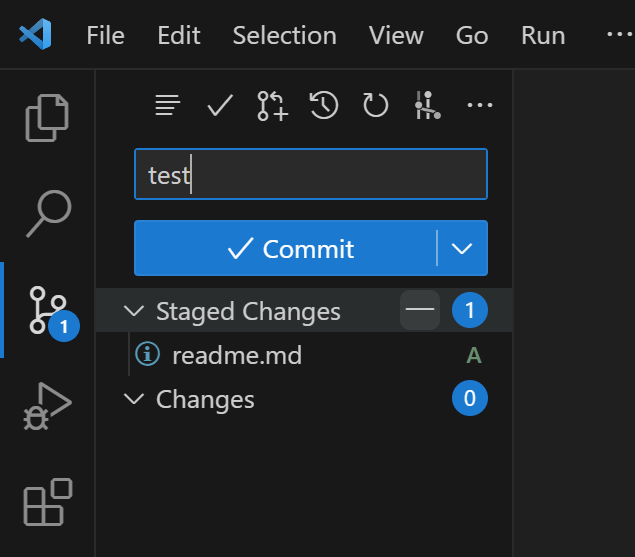 File Edit Selection View Go Run ···
test
Commit
Staged Changes 1
readme.md A
1
Changes 0